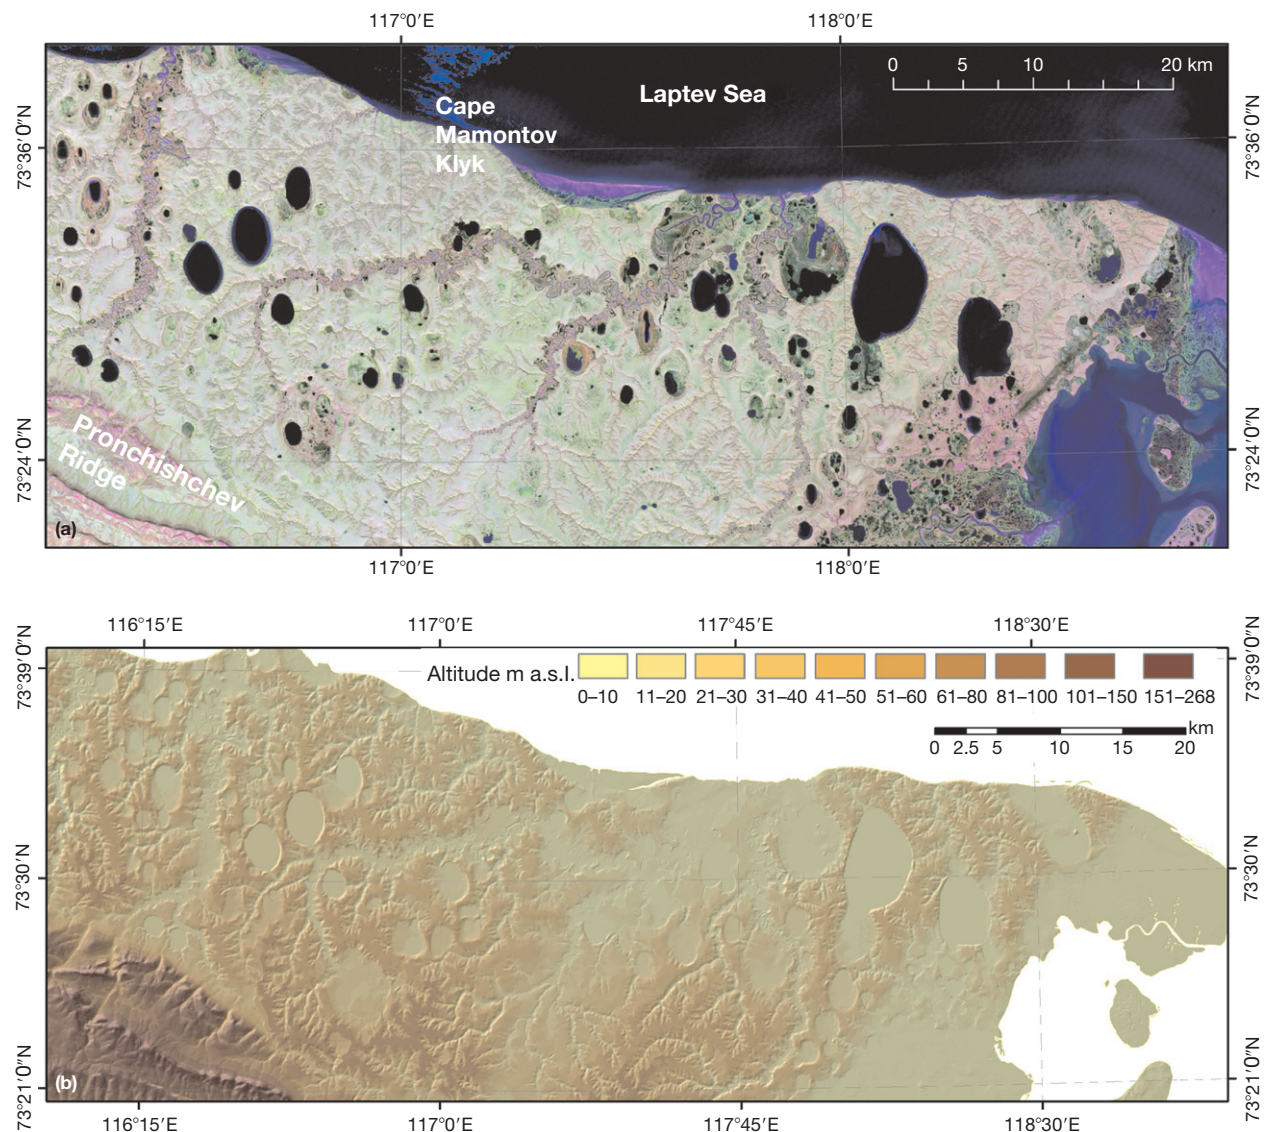 117°0′E 118°0′E
0 5 10 20 km
Laptev Sea
Cape
Mamontov
Klyk
73°36′0″N 73°36′0″N
73°24′0″N 73°24′0″N
Pronchishchev
Ridge
(a)
117°0′E 118°0′E
116°15′E 117°0′E 117°45′E 118°30′E
73°39′0″N 73°39′0″N
Altitude m a.s.l.
0–10 11–20 21–30 31–40 41–50 51–60 61–80 81–100 101–150 151–268
km
0 2.5 5 10 15 20
73°30′N 73°30′N
73°21′0″N 73°21′0″N
(b)
116°15′E 117°0′E 117°45′E 118°30′E